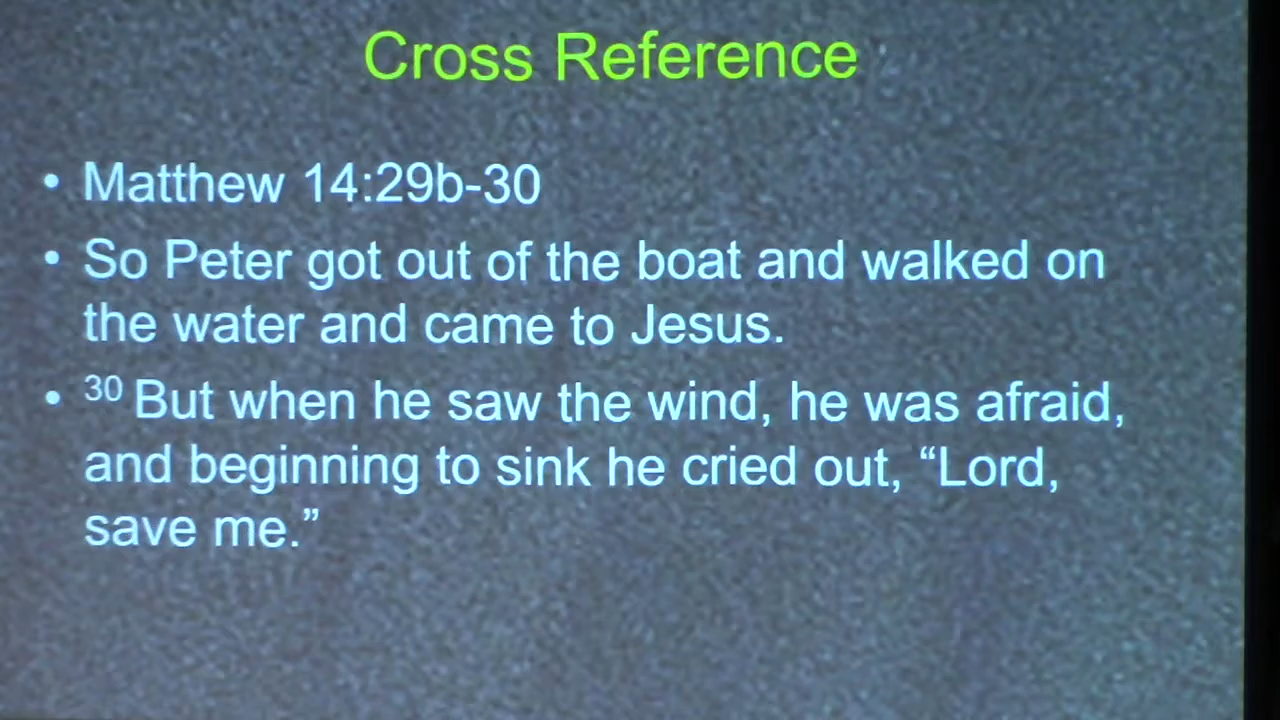 Cross Reference
• Matthew 14:29b-30
• So Peter got out of the boat and walked on
the water and came to Jesus.
• 30 But when he saw the wind, he was afraid,
and beginning to sink he cried out, “Lord,
save me.”